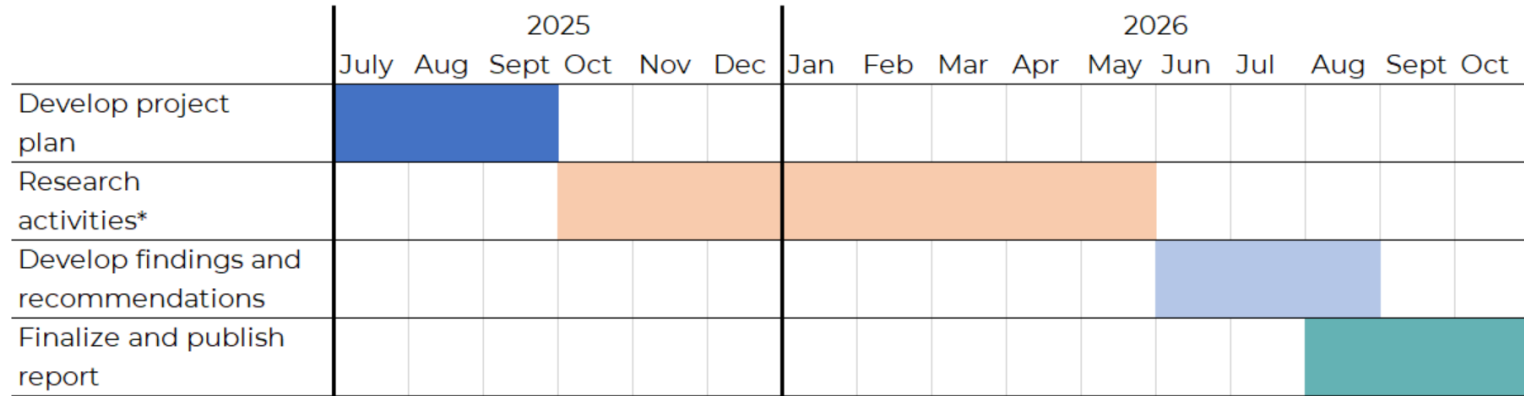 2025 2026
July Aug Sept Oct Nov Dec Jan Feb Mar Apr May Jun Jul Aug Sept Oct
Develop project
plan
Research
activities*
Develop findings and
recommendations
Finalize and publish
report